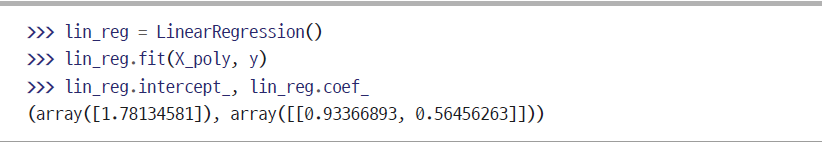 >>> lin_reg = LinearRegression()
>>> lin_reg.fit(X_poly, y)
>>> lin_reg.intercept_, lin_reg.coef_
(array([1.78134581]), array([[0.93366893, 0.56456263]]))